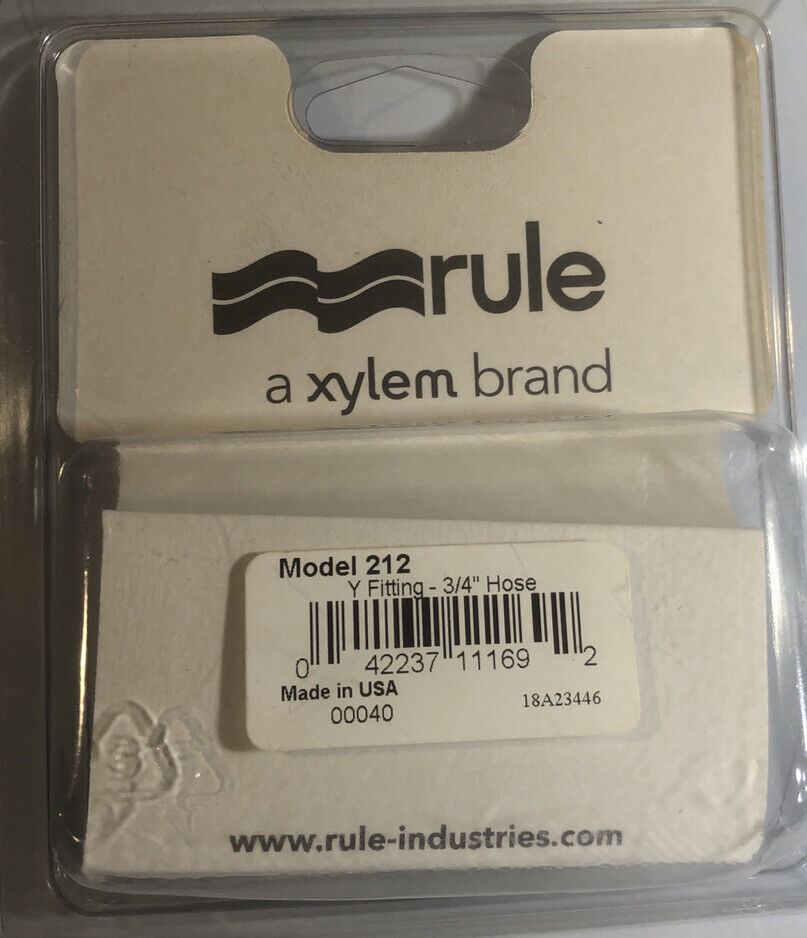 rule
a xylem brand
Model 212
Y Fitting - 3/4" Hose
0 42237 11169 2
Made in USA
00040 18A23446
www.rule-industries.com